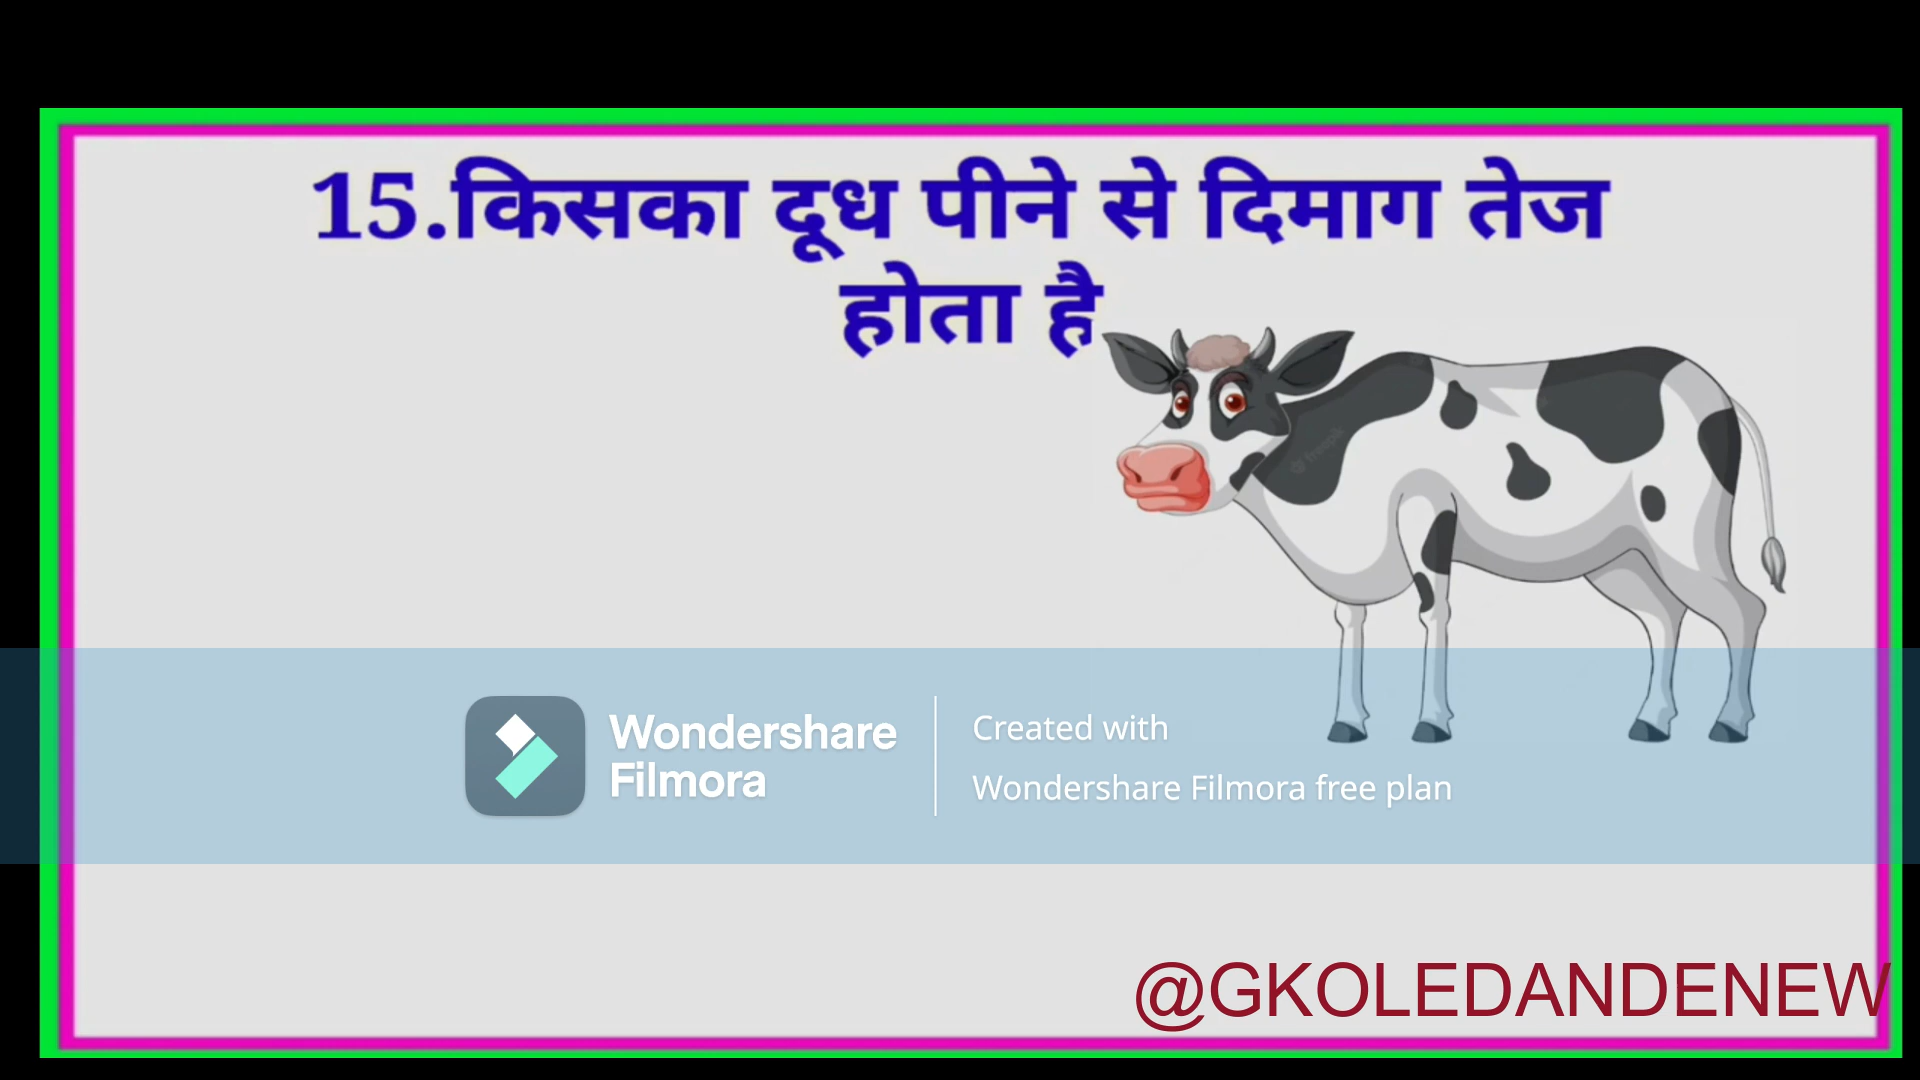 15.किसका दूध पीने से दिमाग तेज
होता है
Wondershare
Filmora
Created with
Wondershare Filmora free plan
@GKOLEDANDENEW